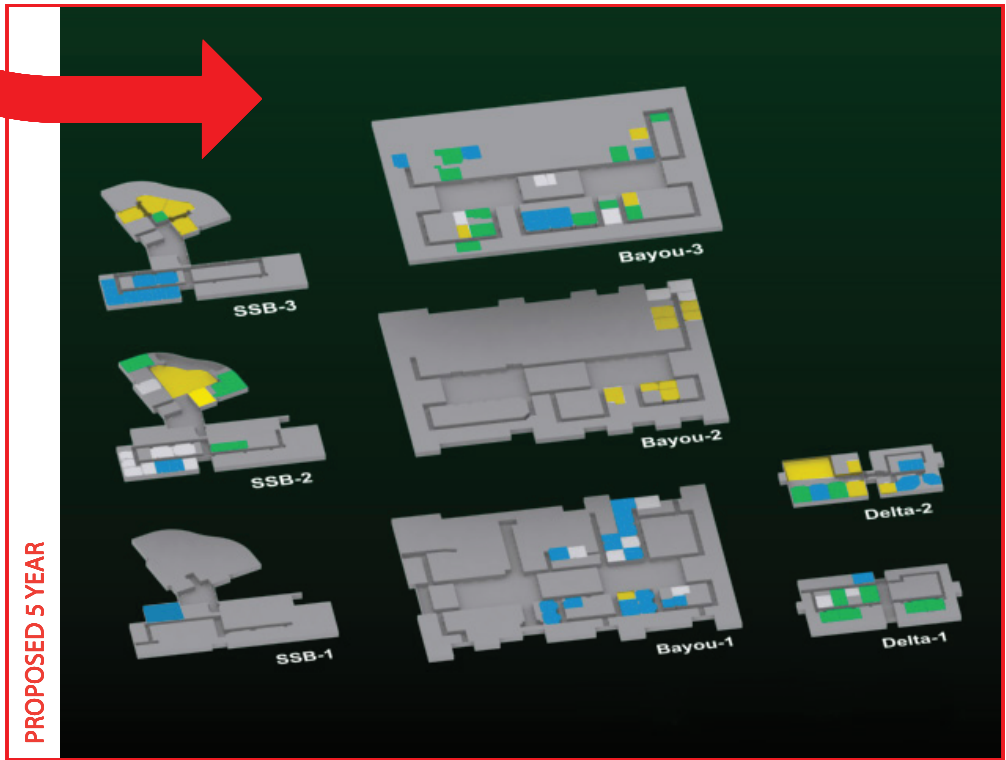 PROPOSED 5 YEAR
Bayou-3
SSB-3
Bayou-2
SSB-2
Delta-2
Bayou-1
SSB-1
Delta-1